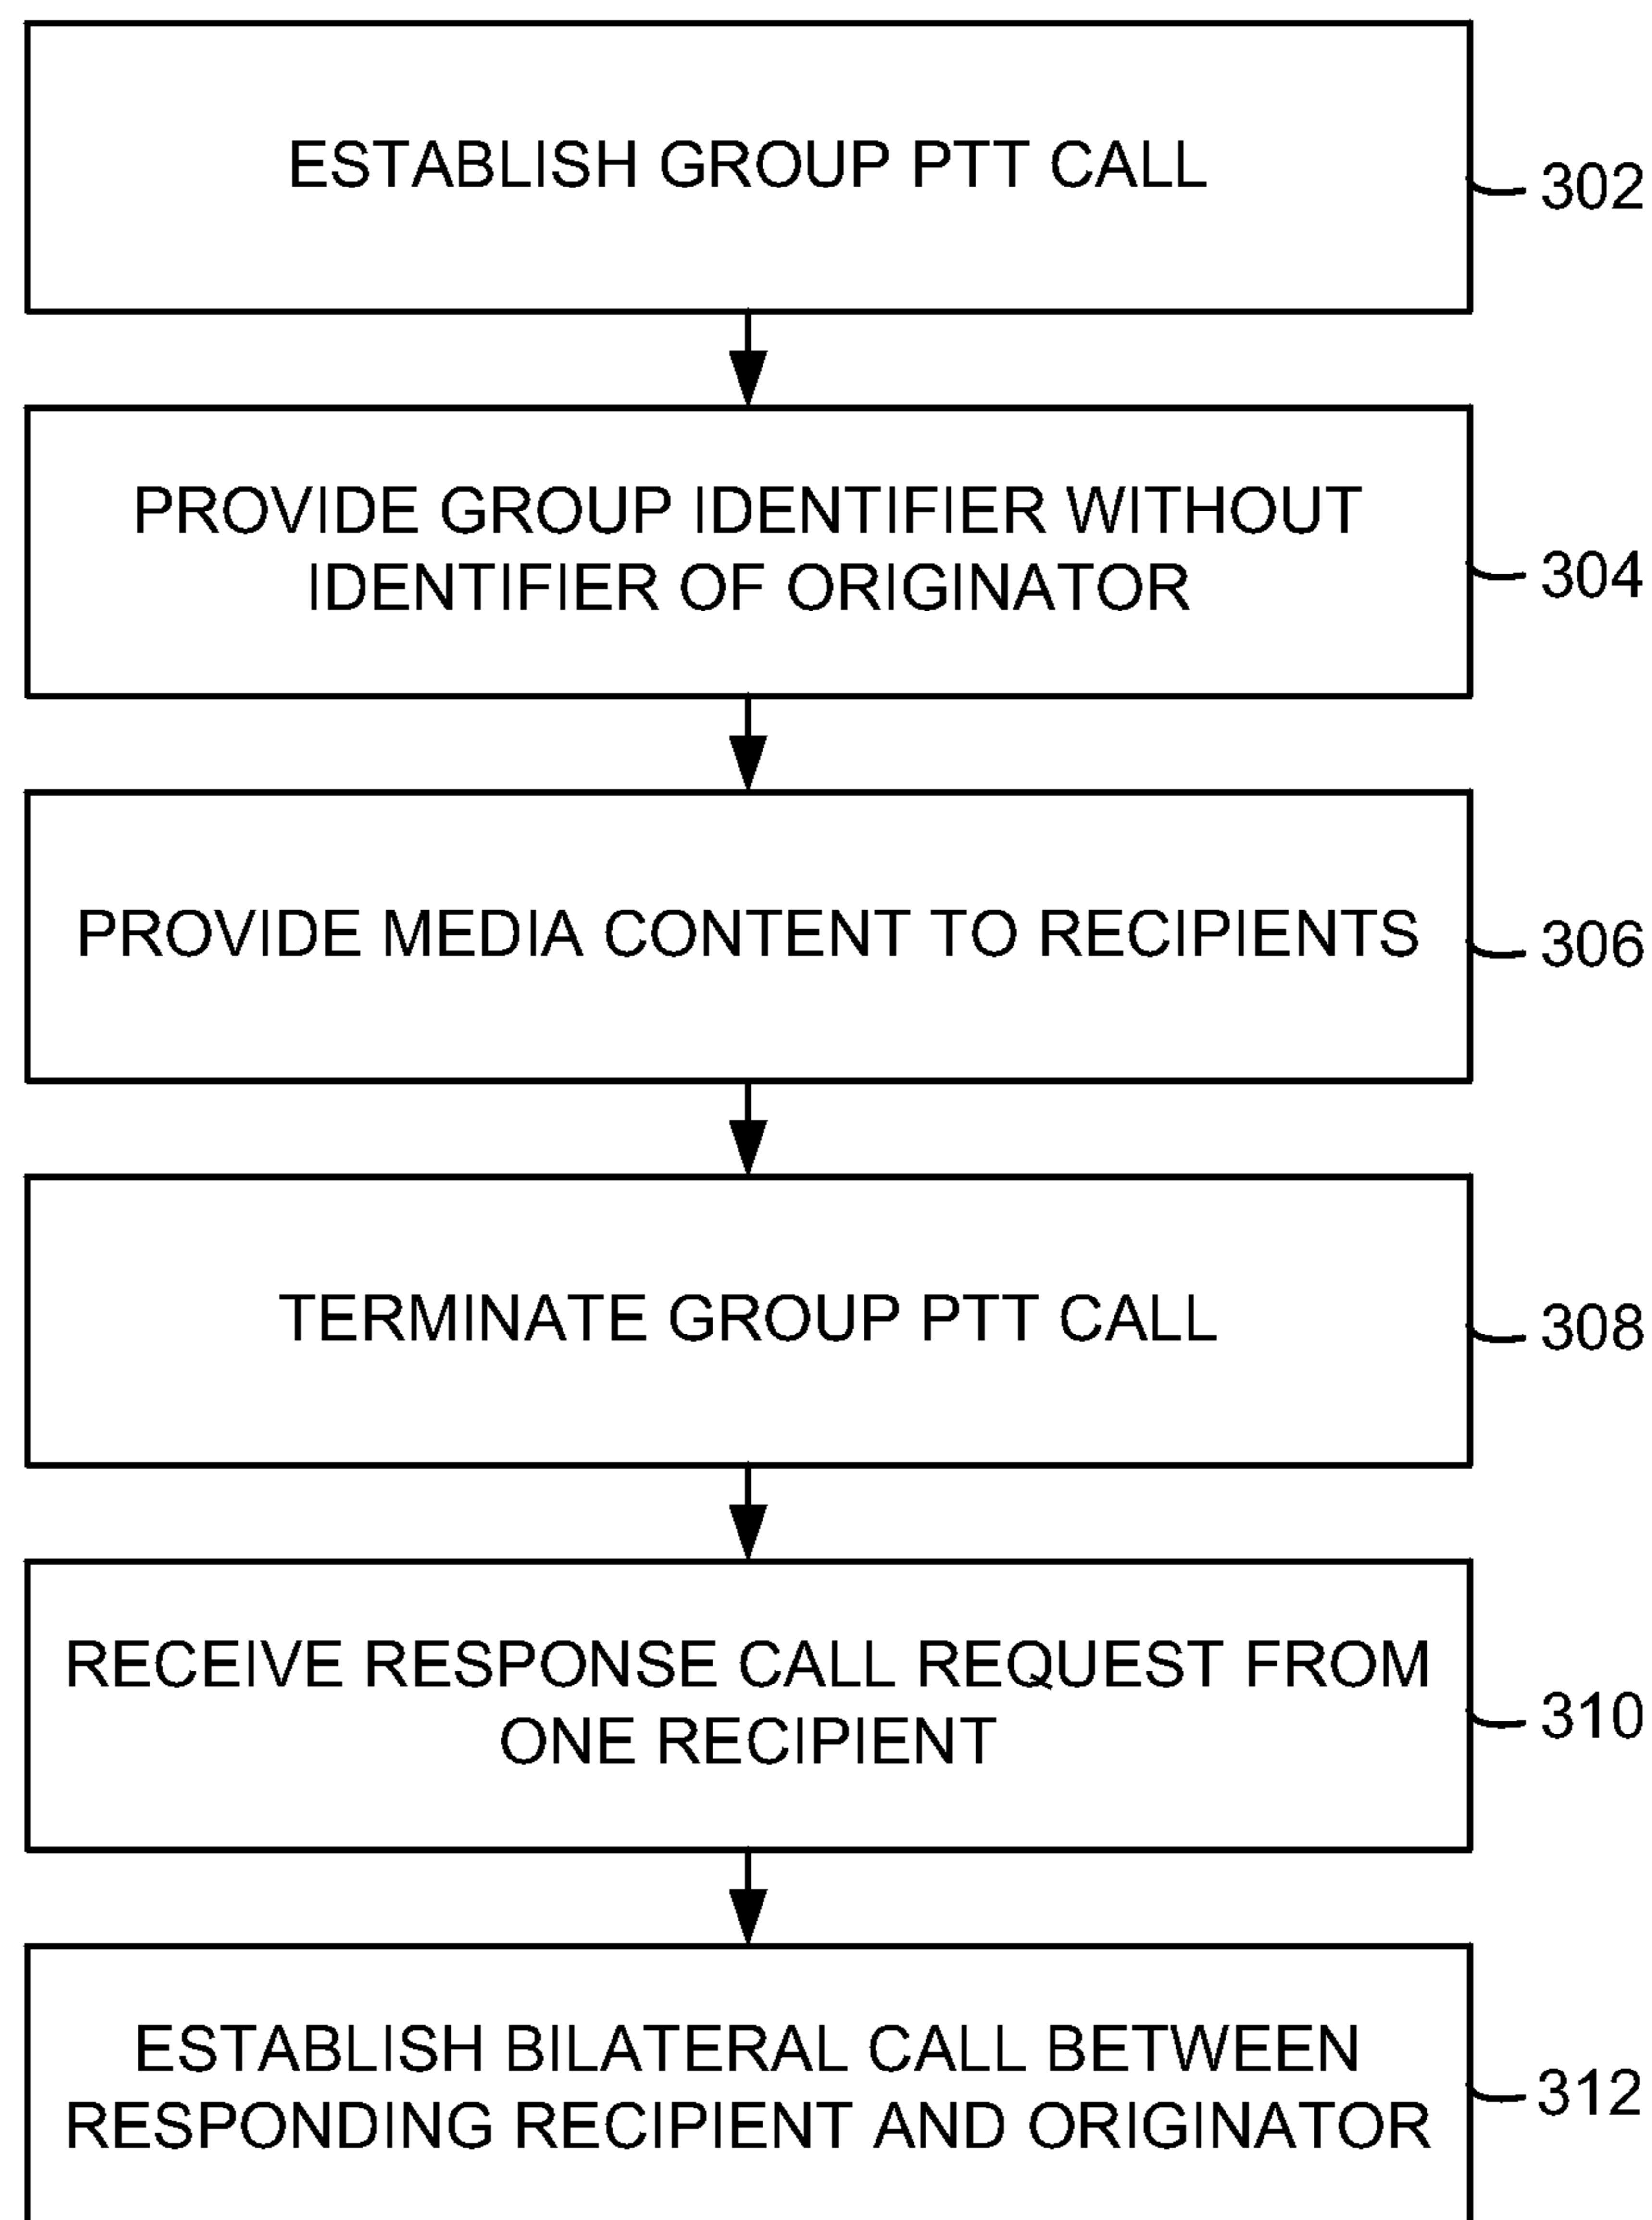 ESTABLISH GROUP PTT CALL
302
PROVIDE GROUP IDENTIFIER WITHOUT
IDENTIFIER OF ORIGINATOR
304
PROVIDE MEDIA CONTENT TO RECIPIENTS
306
TERMINATE GROUP PTT CALL
308
RECEIVE RESPONSE CALL REQUEST FROM
ONE RECIPIENT
310
ESTABLISH BILATERAL CALL BETWEEN
RESPONDING RECIPIENT AND ORIGINATOR
312